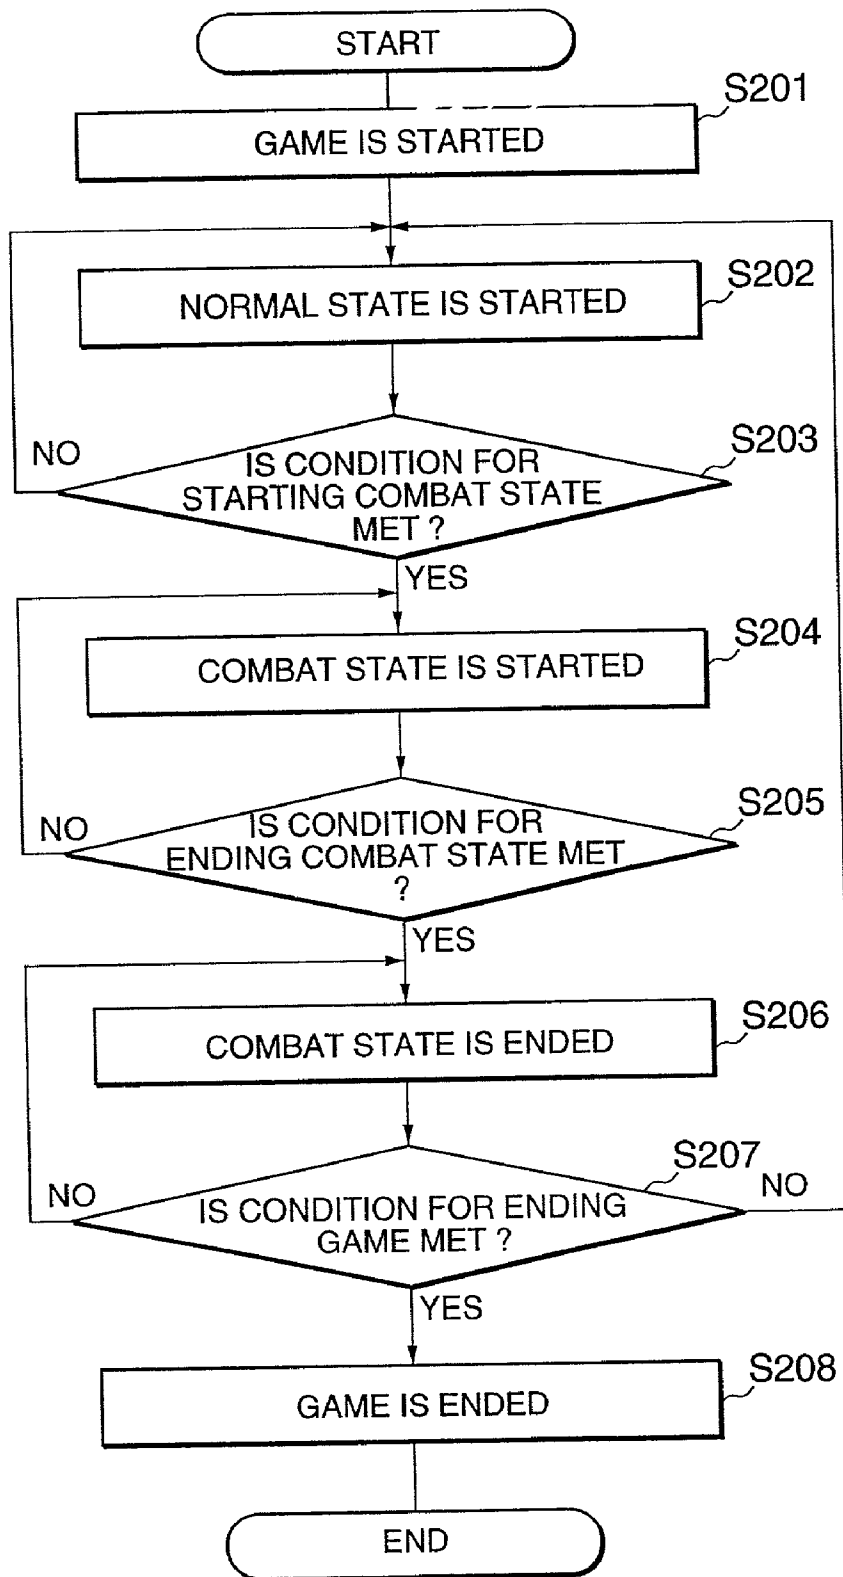 START
S201
GAME IS STARTED
S202
NORMAL STATE IS STARTED
NO
S203
IS CONDITION FOR
STARTING COMBAT STATE
MET ?
YES
S204
COMBAT STATE IS STARTED
S205
NO
IS CONDITION FOR
ENDING COMBAT STATE MET
?
YES
S206
COMBAT STATE IS ENDED
S207
NO
NO
IS CONDITION FOR ENDING
GAME MET ?
YES
S208
GAME IS ENDED
END